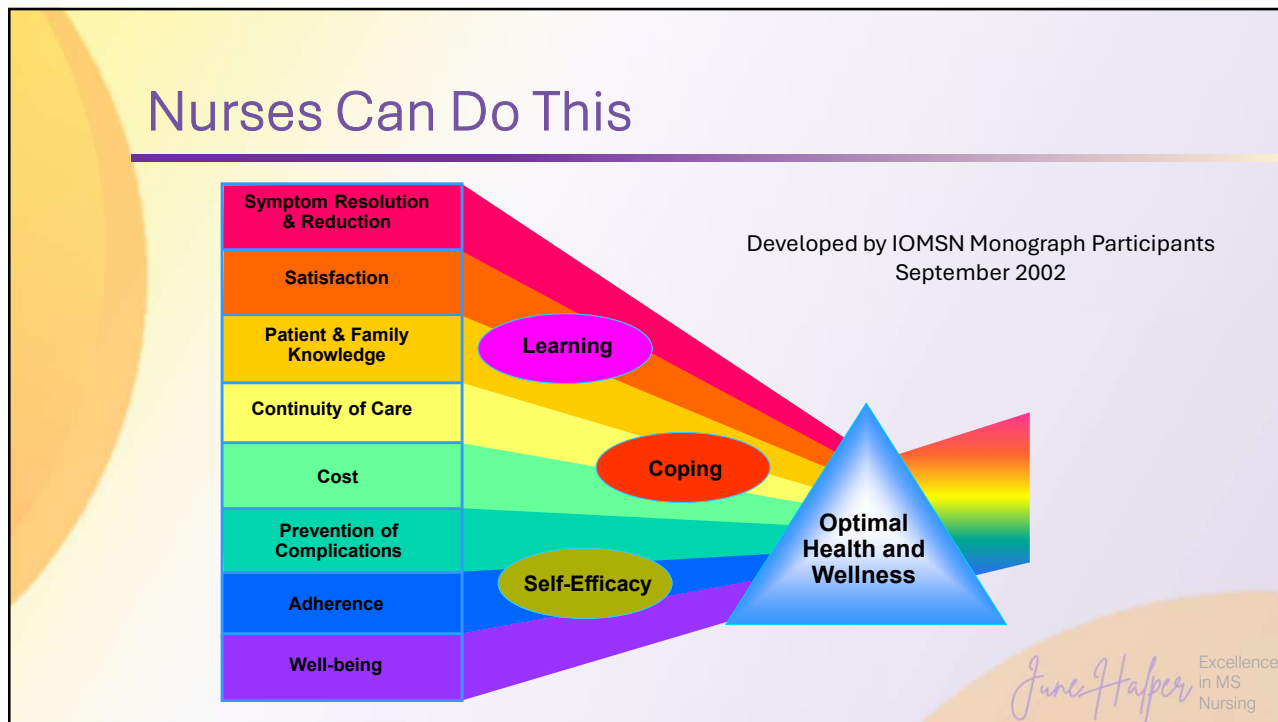 Nurses Can Do This
Symptom Resolution
& Reduction
Satisfaction
Patient & Family
Knowledge
Continuity of Care
Cost
Prevention of
Complications
Adherence
Well-being
Learning
Coping
Self-Efficacy
Developed by IOMSN Monograph Participants
September 2002
Optimal
Health and
Wellness
June Halper
Excellence
in MS
Nursing